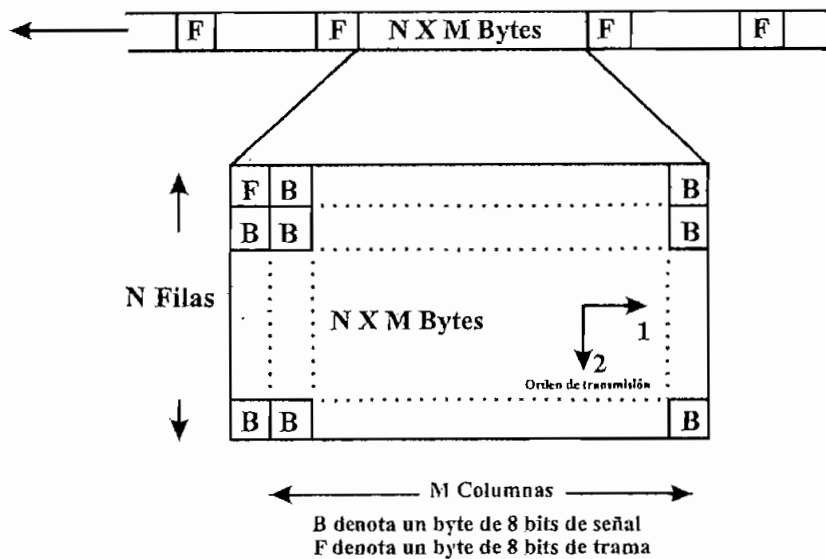 F F N X M Bytes F F
F B B
B B B
N Filas N X M Bytes
1
2
Orden de transmisión
B B B
M Columnas
B denota un byte de 8 bits de señal
F denota un byte de 8 bits de trama